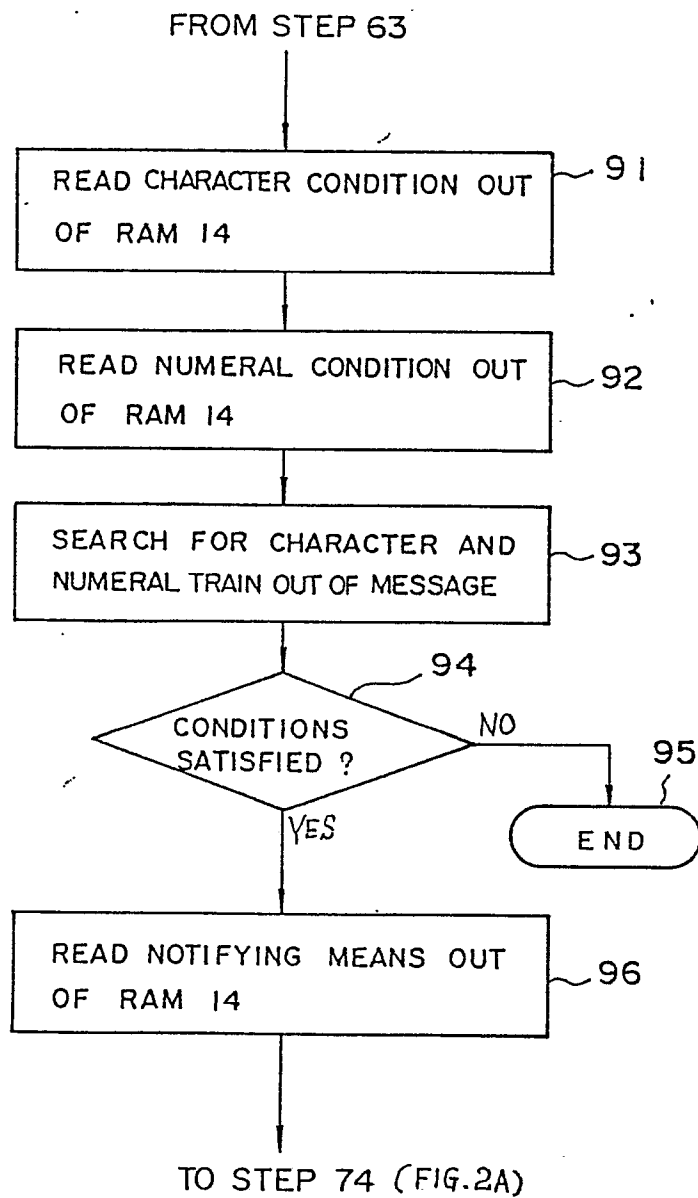 FROM STEP 63
READ CHARACTER CONDITION OUT
OF RAM 14
91
READ NUMERAL CONDITION OUT
OF RAM 14
92
SEARCH FOR CHARACTER AND
NUMERAL TRAIN OUT OF MESSAGE
93
94
CONDITIONS
SATISFIED ?
NO
95
END
YES
READ NOTIFYING MEANS OUT
OF RAM 14
96
TO STEP 74 (FIG.2A)